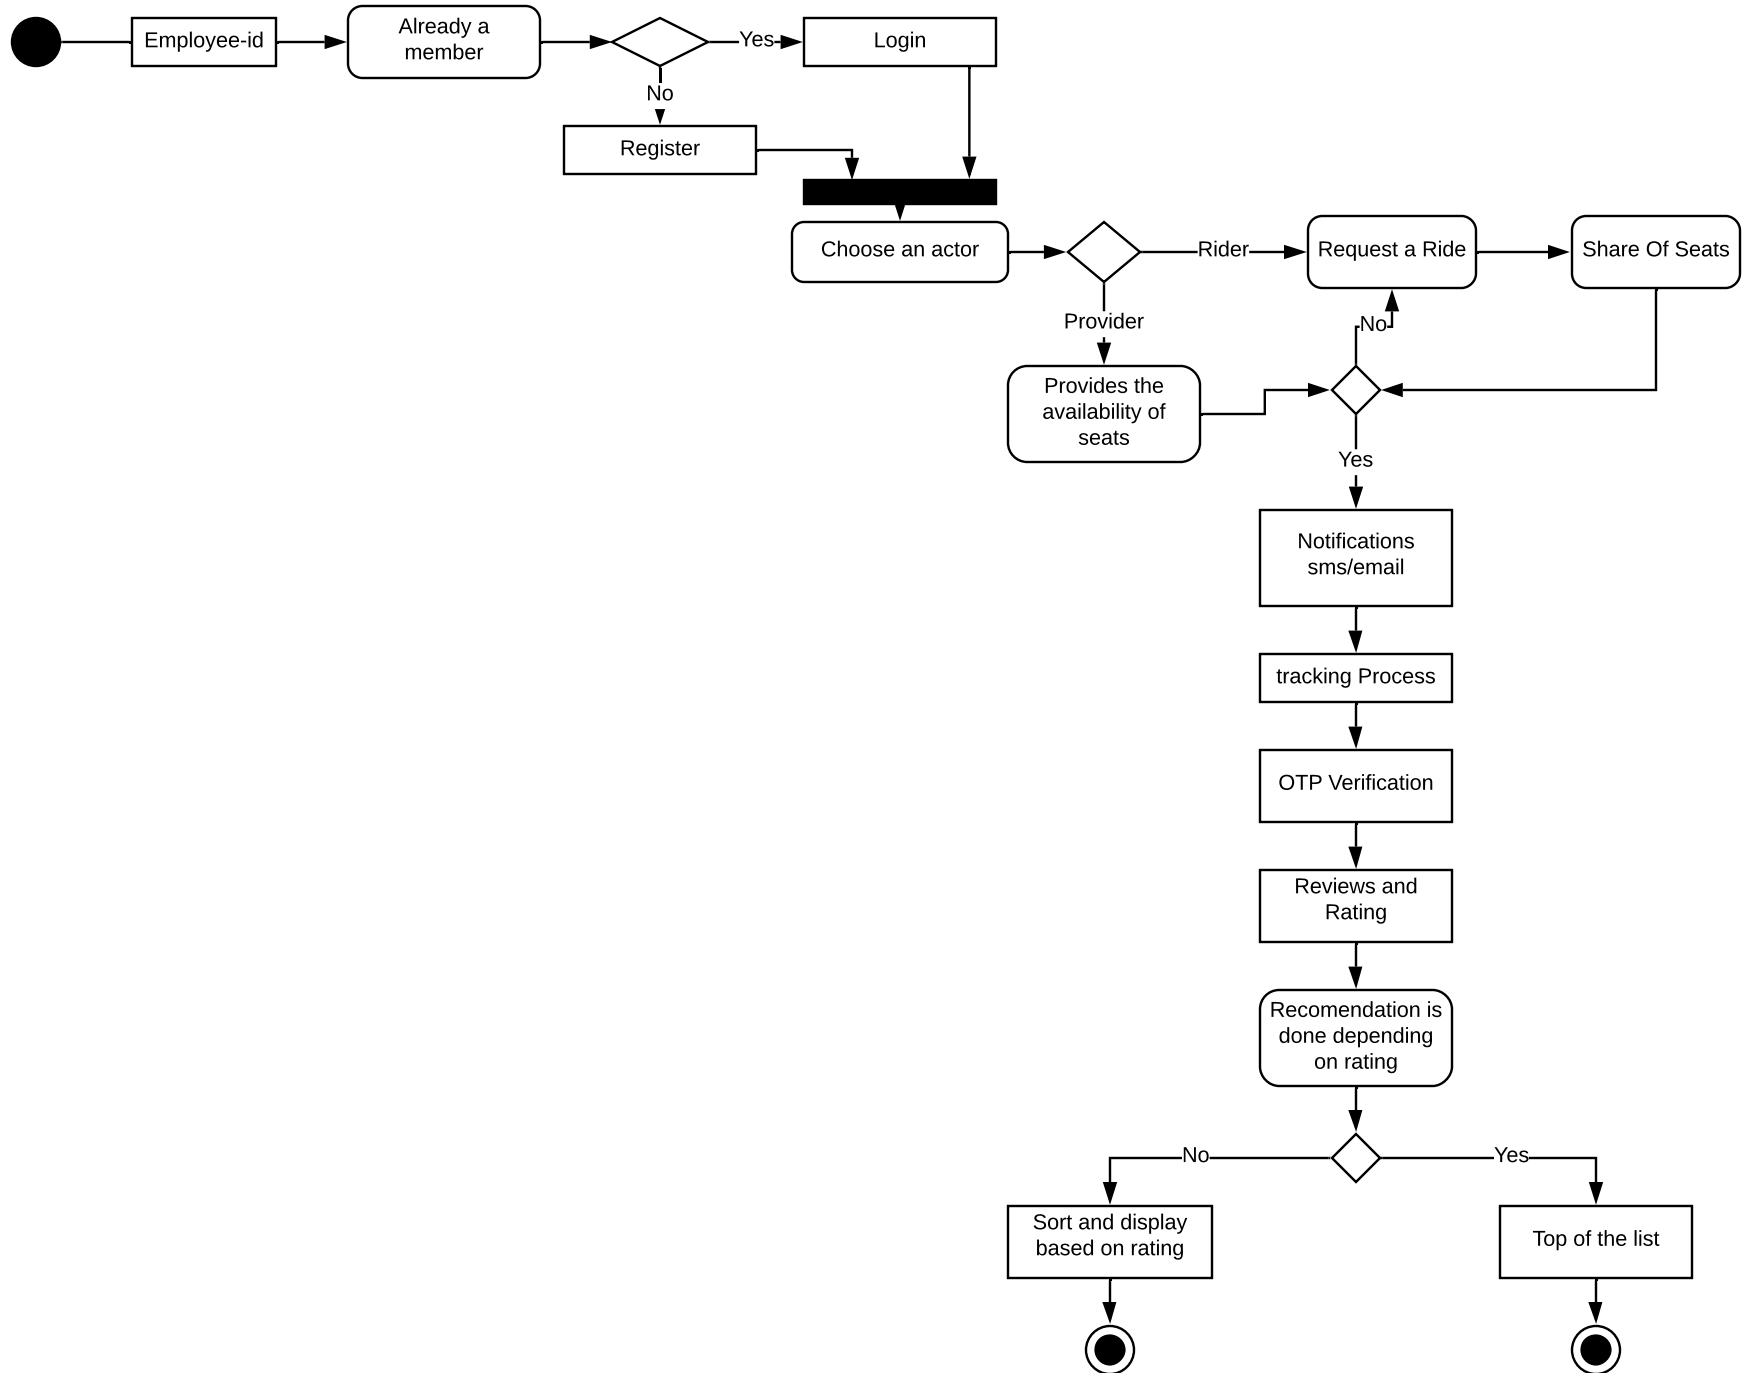 Employee-id
Already a
member
Yes
Login
No
Register
Choose an actor
Rider
Request a Ride
Share Of Seats
Provider
No
Provides the
availability of
seats
Yes
Notifications
sms/email
tracking Process
OTP Verification
Reviews and
Rating
Recomendation is
done depending
on rating
No
Yes
Sort and display
based on rating
Top of the list